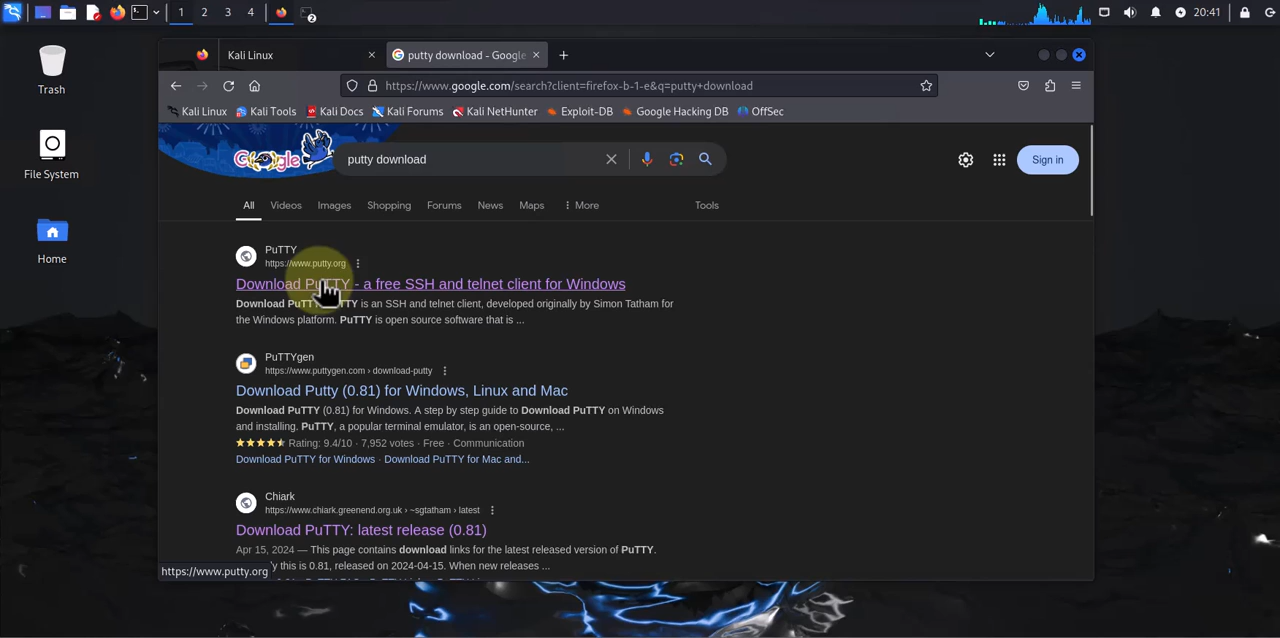 1 2 3 4
2
20:41
Trash
File System
Home
Kali Linux
putty download - Google
https://www.google.com/search?client=firefox-b-1-e&q=putty+download
Kali Linux Kali Tools Kali Docs Kali Forums Kali NetHunter Exploit-DB Google Hacking DB OffSec
Google
putty download
Sign in
All Videos Images Shopping Forums News Maps More Tools
PuTTY
https://www.putty.org
Download PuTTY - a free SSH and telnet client for Windows
Download PuTTY. PuTTY is an SSH and telnet client, developed originally by Simon Tatham for
the Windows platform. PuTTY is open source software that is ...
PuTTYgen
https://www.puttygen.com › download-putty
Download Putty (0.81) for Windows, Linux and Mac
Download PuTTY (0.81) for Windows. A step by step guide to Download PuTTY on Windows
and installing. PuTTY, a popular terminal emulator, is an open-source, ...
Rating: 9.4/10 · 7,952 votes · Free · Communication
Download PuTTY for Windows · Download PuTTY for Mac and...
Chiark
https://www.chiark.greenend.org.uk › ~sgtatham › latest
Download PuTTY: latest release (0.81)
Apr 15, 2024 — This page contains download links for the latest released version of PuTTY.
y this is 0.81, released on 2024-04-15. When new releases ...
https://www.putty.org